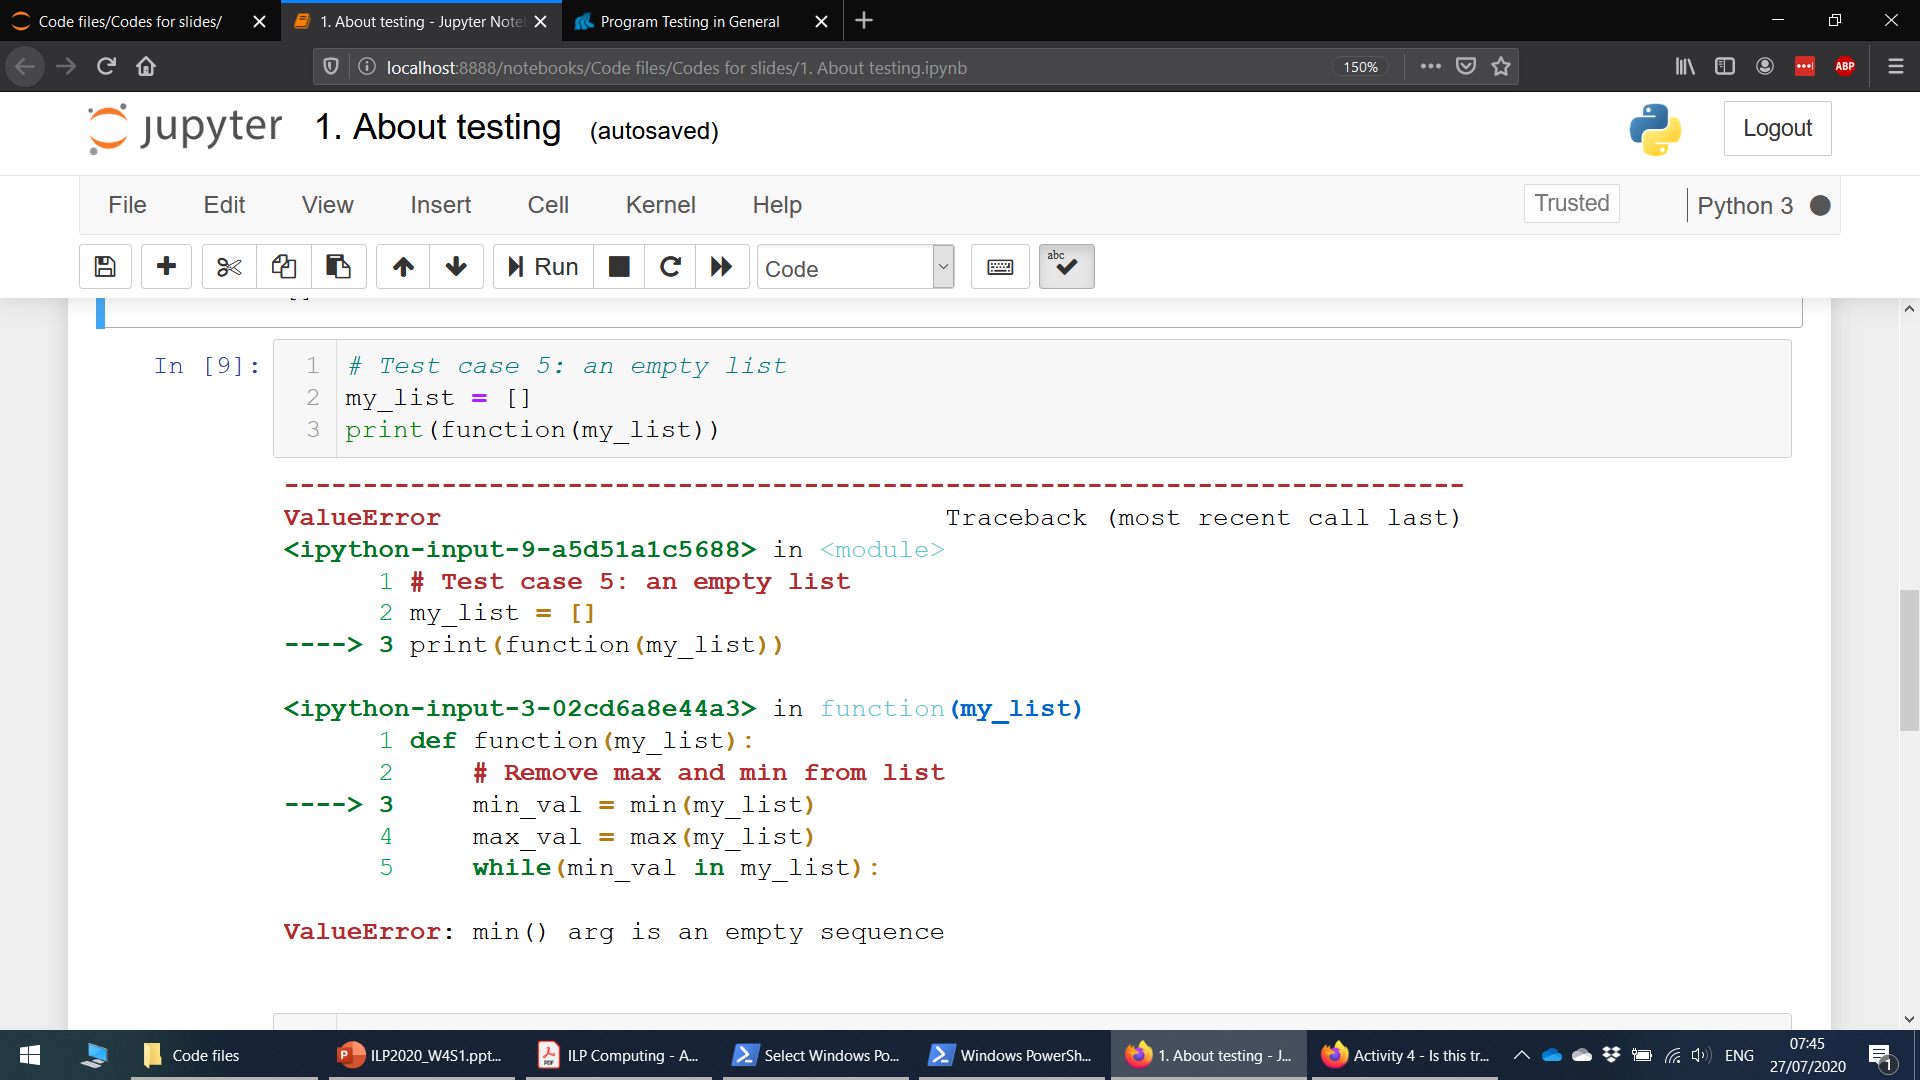 Code files/Codes for slides/
1. About testing - Jupyter Note
Program Testing in General
localhost:8888/notebooks/Code files/Codes for slides/1. About testing.ipynb
150%
ABP
jupyter 1. About testing (autosaved)
Logout
File Edit View Insert Cell Kernel Help
Trusted
Python 3
Run
Code
abc
In [9]:
1 # Test case 5: an empty list
2 my_list = []
3 print(function(my_list))
---------------------------------------------------------------------------
ValueError Traceback (most recent call last)
<ipython-input-9-a5d51a1c5688> in <module>
1 # Test case 5: an empty list
2 my_list = []
----> 3 print(function(my_list))
<ipython-input-3-02cd6a8e44a3> in function(my_list)
1 def function(my_list):
2 # Remove max and min from list
----> 3 min_val = min(my_list)
4 max_val = max(my_list)
5 while(min_val in my_list):
ValueError: min() arg is an empty sequence
Code files
ILP2020_W4S1.ppt...
ILP Computing - A...
Select Windows Po...
Windows PowerSh...
1. About testing - J...
Activity 4 - Is this tr...
ENG
07:45
27/07/2020
1